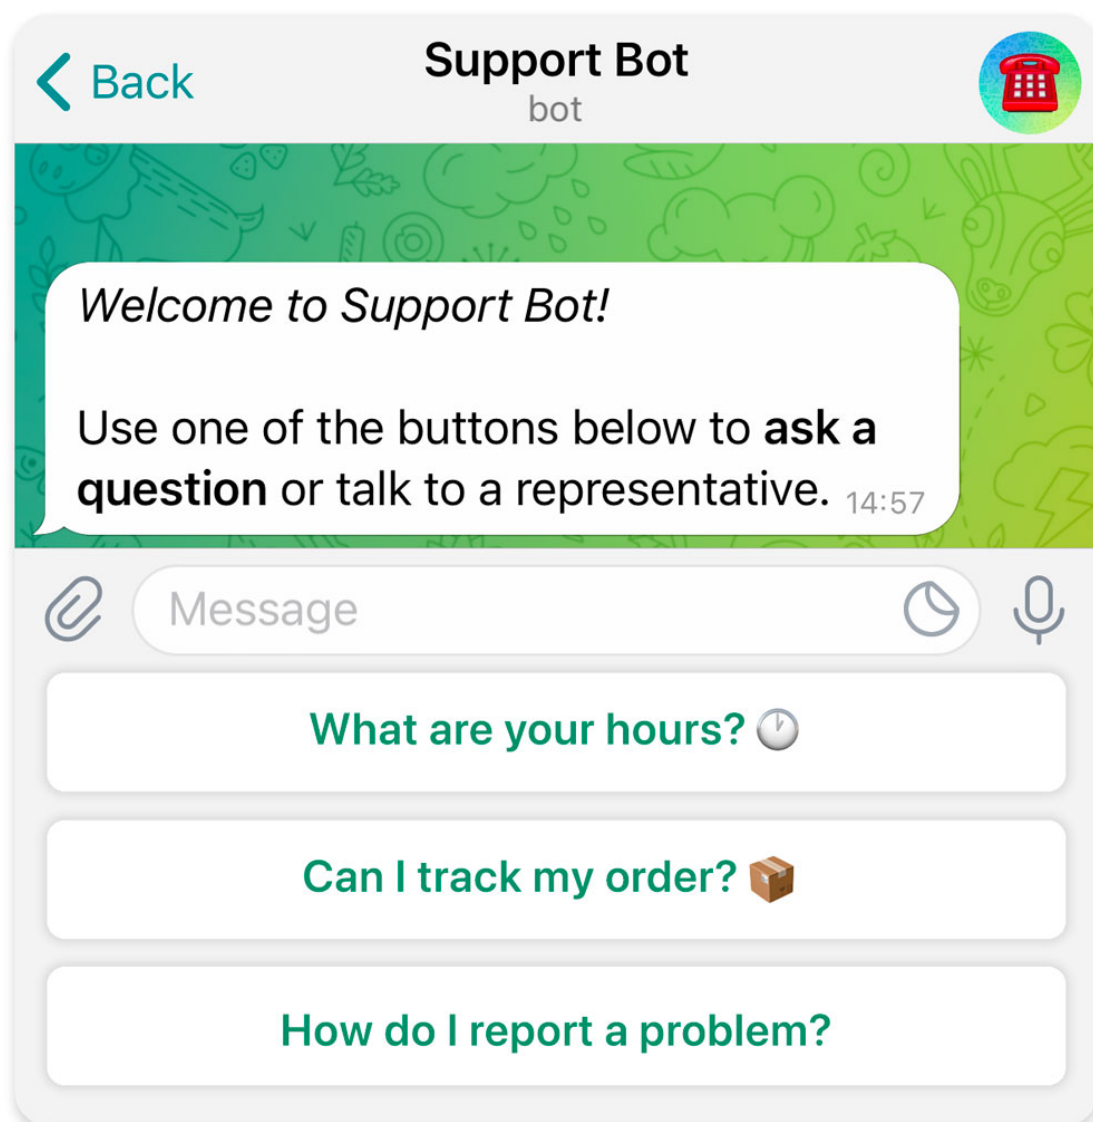 Back
Support Bot
bot
Welcome to Support Bot!
Use one of the buttons below to ask a
question or talk to a representative. 14:57
Message
What are your hours? 🕐
Can I track my order? 📦
How do I report a problem?